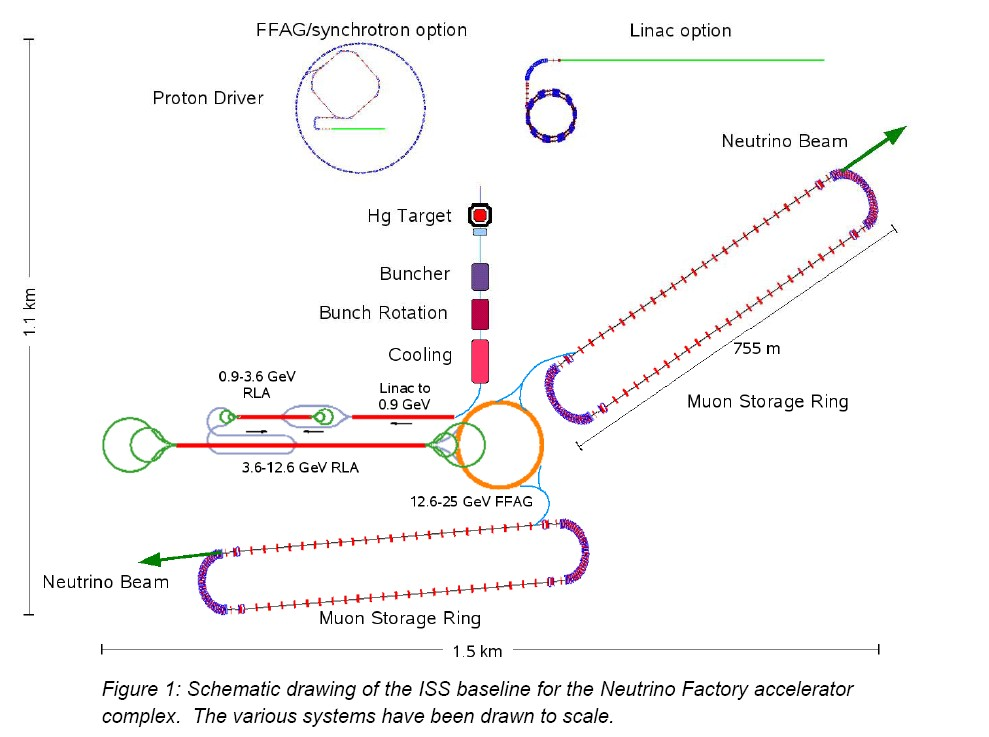 FFAG/synchrotron option
Linac option
Proton Driver
Neutrino Beam
Hg Target
Buncher
Bunch Rotation
Cooling
1.1 km
755 m
0.9-3.6 GeV
RLA
Linac to
0.9 GeV
Muon Storage Ring
3.6-12.6 GeV RLA
12.6-25 GeV FFAG
Neutrino Beam
Muon Storage Ring
1.5 km
Figure 1: Schematic drawing of the ISS baseline for the Neutrino Factory accelerator
complex. The various systems have been drawn to scale.